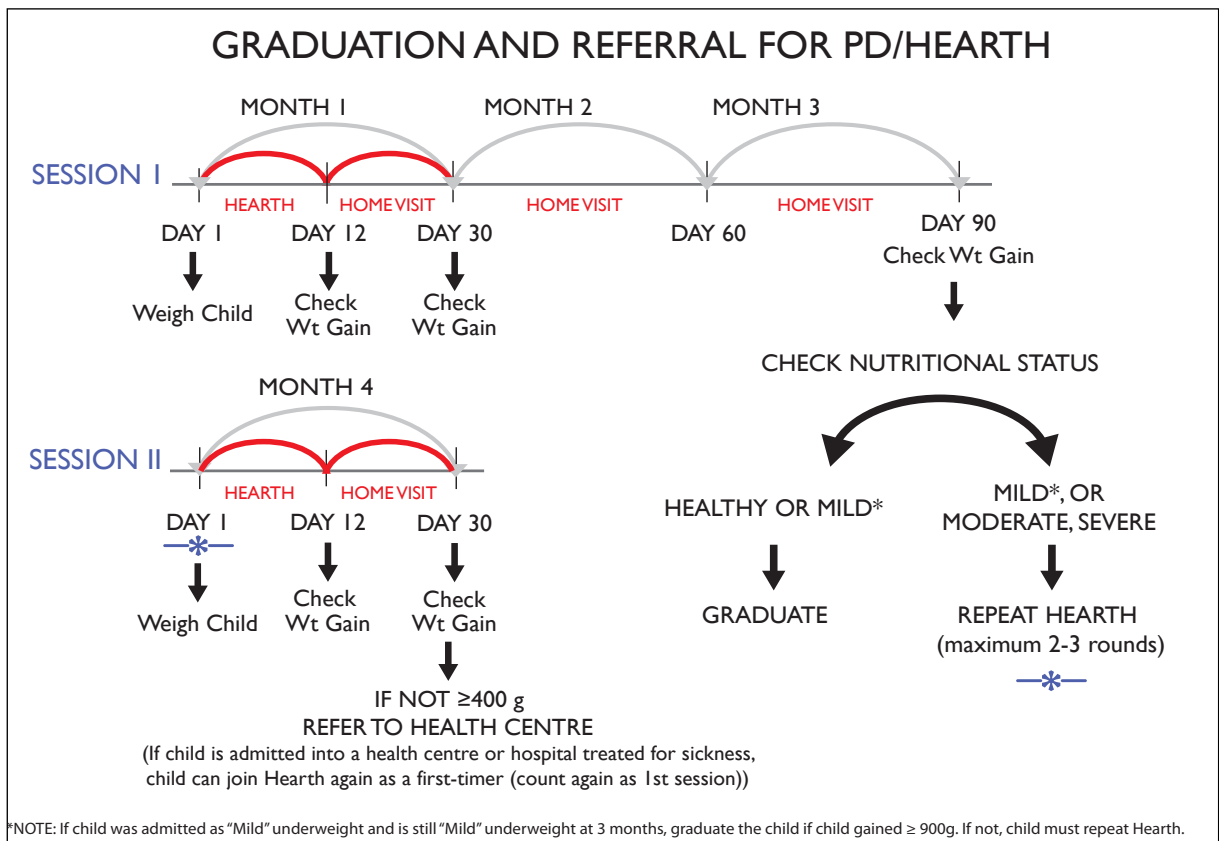 GRADUATION AND REFERRAL FOR PD/HEARTH
MONTH 1
MONTH 2
MONTH 3
SESSION I
HEARTH
HOME VISIT
HOME VISIT
HOME VISIT
DAY 1
DAY 12
DAY 30
DAY 60
DAY 90
Check Wt Gain
Weigh Child
Check
Wt Gain
Check
Wt Gain
CHECK NUTRITIONAL STATUS
HEALTHY OR MILD*
GRADUATE
MILD*, OR
MODERATE, SEVERE
REPEAT HEARTH
(maximum 2-3 rounds)
MONTH 4
SESSION II
HEARTH
HOME VISIT
DAY 1
DAY 12
DAY 30
Weigh Child
Check
Wt Gain
Check
Wt Gain
IF NOT ≥400 g
REFER TO HEALTH CENTRE
(If child is admitted into a health centre or hospital treated for sickness,
child can join Hearth again as a first-timer (count again as 1st session))
*NOTE: If child was admitted as “Mild” underweight and is still “Mild” underweight at 3 months, graduate the child if child gained ≥ 900g. If not, child must repeat Hearth.